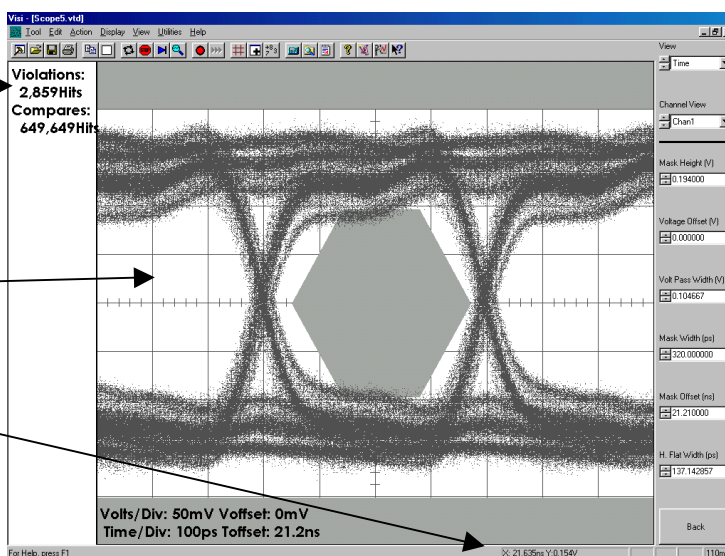 Visi - [Scope5.vtd]
Tool Edit Action Display View Utilities Help
View
Time
Violations:
2,859Hits
Compares:
649,649Hits
Channel View
Chan1
Mask Height (V)
0.194000
Voltage Offset (V)
0.000000
Volt Pass Width (V)
0.104667
Mask Width (ps)
320.000000
Mask Offset (ns)
21.210000
H. Flat Width (ps)
137.142857
Volts/Div: 50mV Voffset: 0mV
Time/Div: 100ps Toffset: 21.2ns
Back
For Help, press F1
X: 21.635ns Y:0.154V